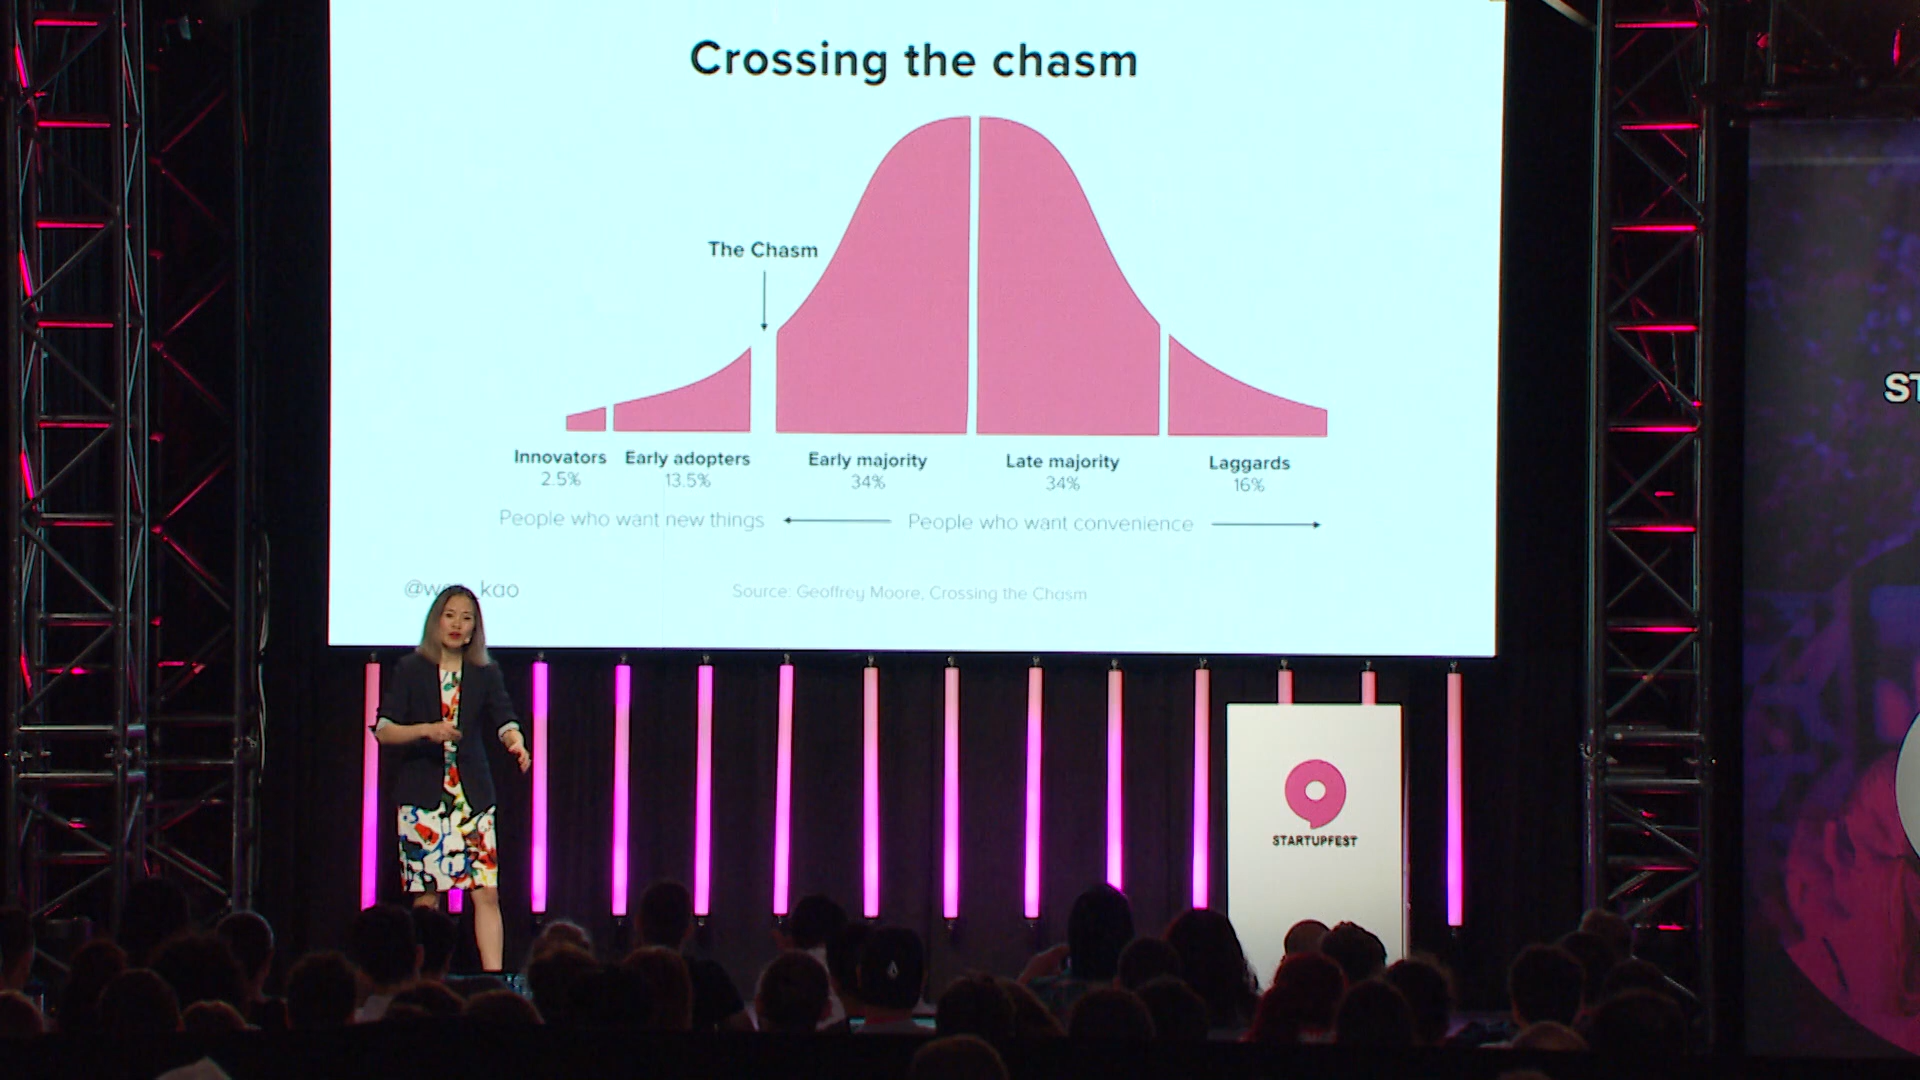 Crossing the chasm
The Chasm
Innovators Early adopters Early majority Late majority Laggards
2.5% 13.5% 34% 34% 16%
People who want new things People who want convenience
Source: Geoffrey Moore, Crossing the Chasm
STARTUPFEST